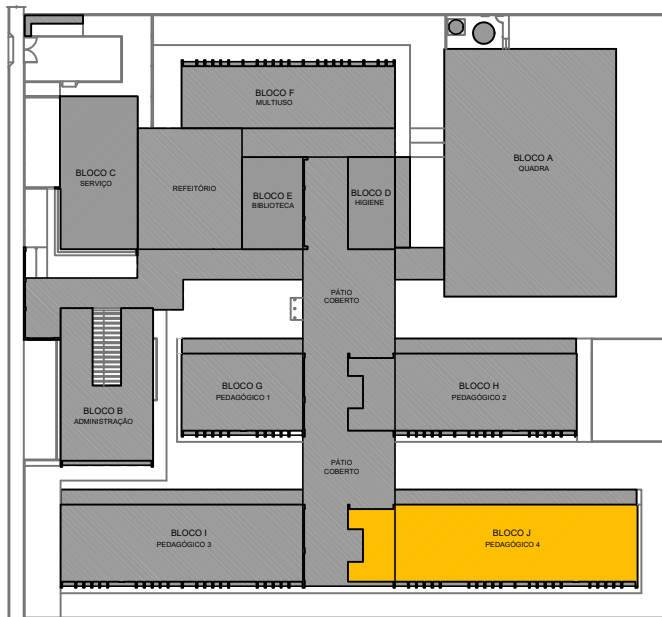 BLOCO F
MULTIUSO
BLOCO A
QUADRA
BLOCO C
SERVIÇO
REFEITÓRIO
BLOCO E
BIBLIOTECA
BLOCO D
HIGIENE
PÁTIO
COBERTO
BLOCO G
PEDAGÓGICO 1
BLOCO H
PEDAGÓGICO 2
BLOCO B
ADMINISTRAÇÃO
PÁTIO
COBERTO
BLOCO I
PEDAGÓGICO 3
BLOCO J
PEDAGÓGICO 4